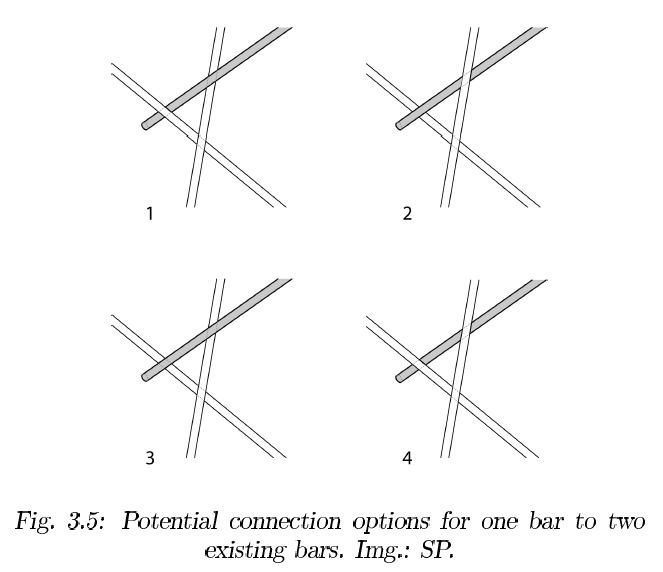 1
2
3
4
Fig. 3.5: Potential connection options for one bar to two
existing bars. Img.: SP.